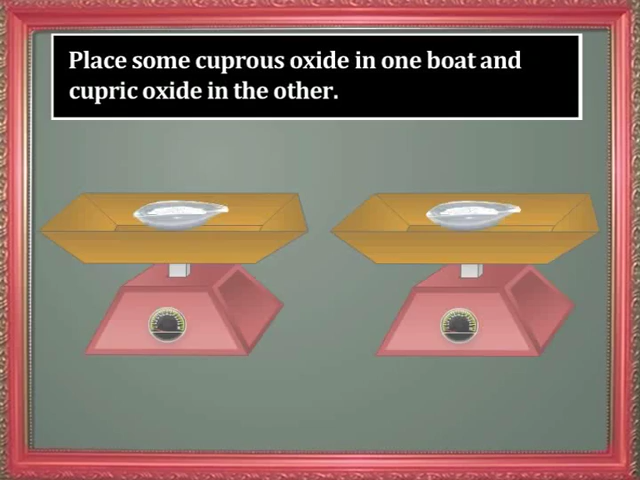 Place some cuprous oxide in one boat and
cupric oxide in the other.